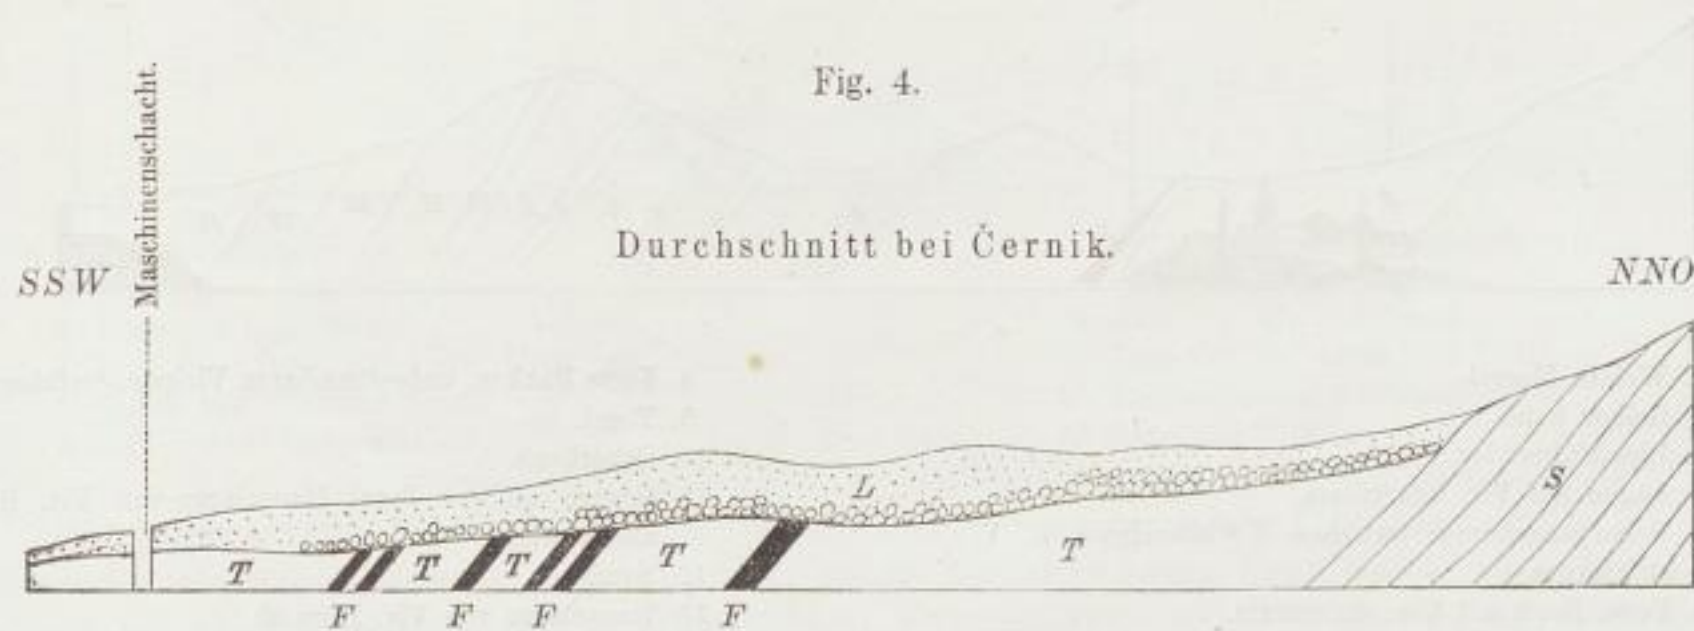 Fig. 4.
Maschinenschacht.
Durchschnitt bei Černik.
SSW
NNO
L
S
T T T T T
F F F F